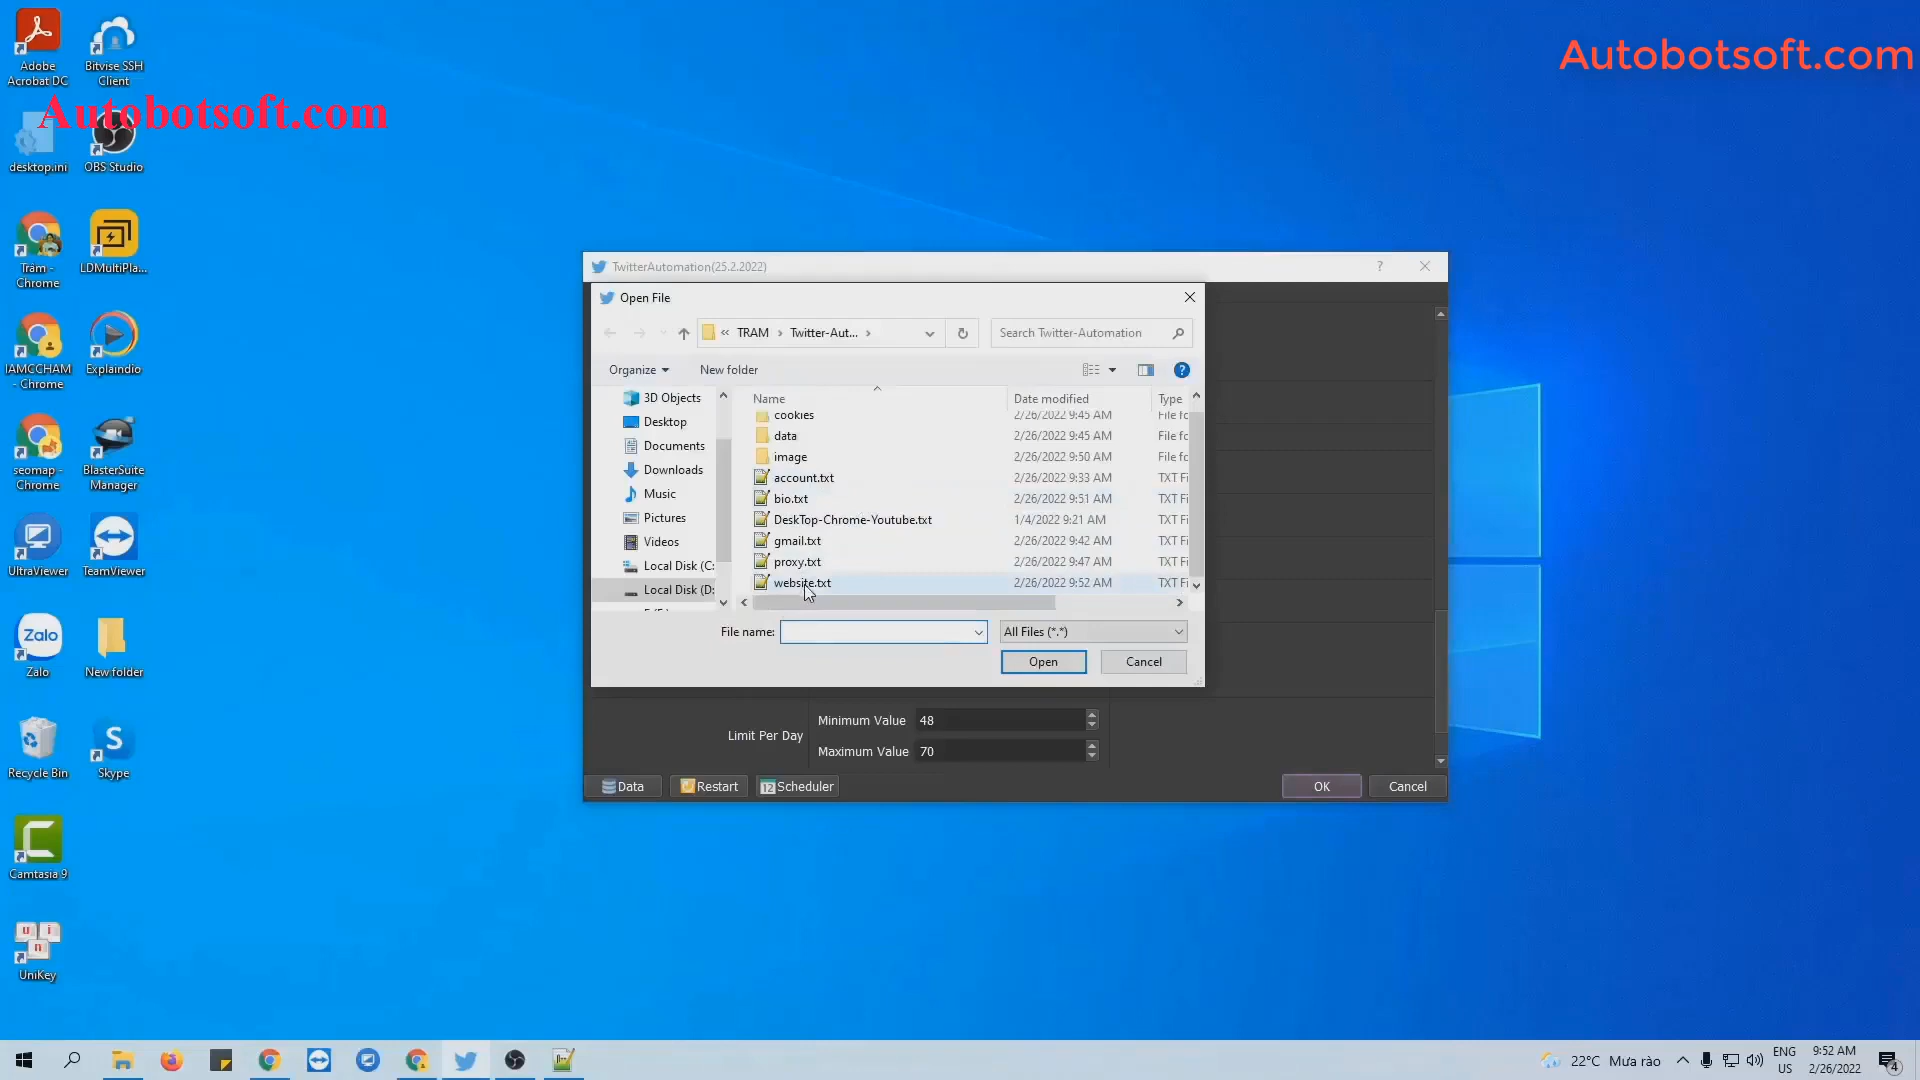 Adobe
Acrobat DC
Bitvise SSH
Client
Autobotsoft.com
Autobotsoft.com
desktop.ini
OBS Studio
Trâm -
Chrome
LDMultiPla...
IAMCCHAM
- Chrome
Explaindio
seomap -
Chrome
BlasterSuite
Manager
UltraViewer
TeamViewer
Zalo
Zalo
New folder
Recycle Bin
Skype
Camtasia 9
UniKey
TwitterAutomation(25.2.2022)
Open File
« TRAM › Twitter-Aut... ›
Search Twitter-Automation
Organize
New folder
3D Objects
Desktop
Documents
Downloads
Music
Pictures
Videos
Local Disk (C:
Local Disk (D:
Name Date modified Type
cookies 2/26/2022 9:45 AM File fc
data 2/26/2022 9:45 AM File fc
image 2/26/2022 9:50 AM File fc
account.txt 2/26/2022 9:33 AM TXT Fi
bio.txt 2/26/2022 9:51 AM TXT Fi
DeskTop-Chrome-Youtube.txt 1/4/2022 9:21 AM TXT Fi
gmail.txt 2/26/2022 9:42 AM TXT Fi
proxy.txt 2/26/2022 9:47 AM TXT Fi
website.txt 2/26/2022 9:52 AM TXT Fi
File name:
All Files (*.*)
Open
Cancel
Limit Per Day
Minimum Value 48
Maximum Value 70
Data
Restart
12 Scheduler
OK
Cancel
22°C Mưa rào
ENG
US
9:52 AM
2/26/2022
4